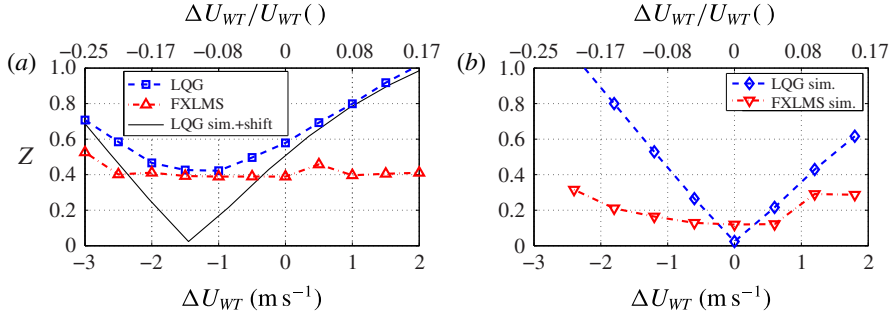 ΔU_WT/U_WT( ) ΔU_WT/U_WT( )
−0.25 −0.17 −0.08 0 0.08 0.17 −0.25 −0.17 −0.08 0 0.08 0.17
(a) 1.0 (b) 1.0
LQG LQG sim.
FXLMS FXLMS sim.
LQG sim.+shift
0.8 0.8
0.6 0.6
Z
0.4 0.4
0.2 0.2
0 0
−3 −2 −1 0 1 2 −3 −2 −1 0 1 2
ΔU_WT (m s⁻¹) ΔU_WT (m s⁻¹)